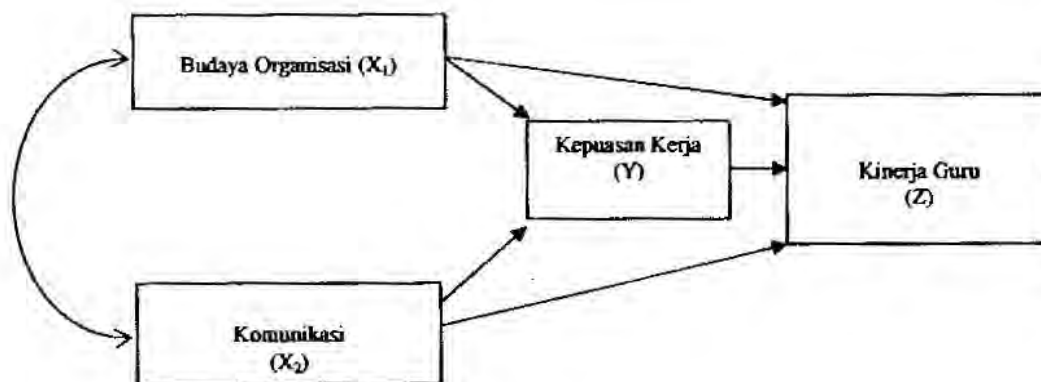 Budaya Organisasi (X₁)
Kepuasan Kerja
(Y)
Kinerja Guru
(Z)
Komunikasi
(X₂)